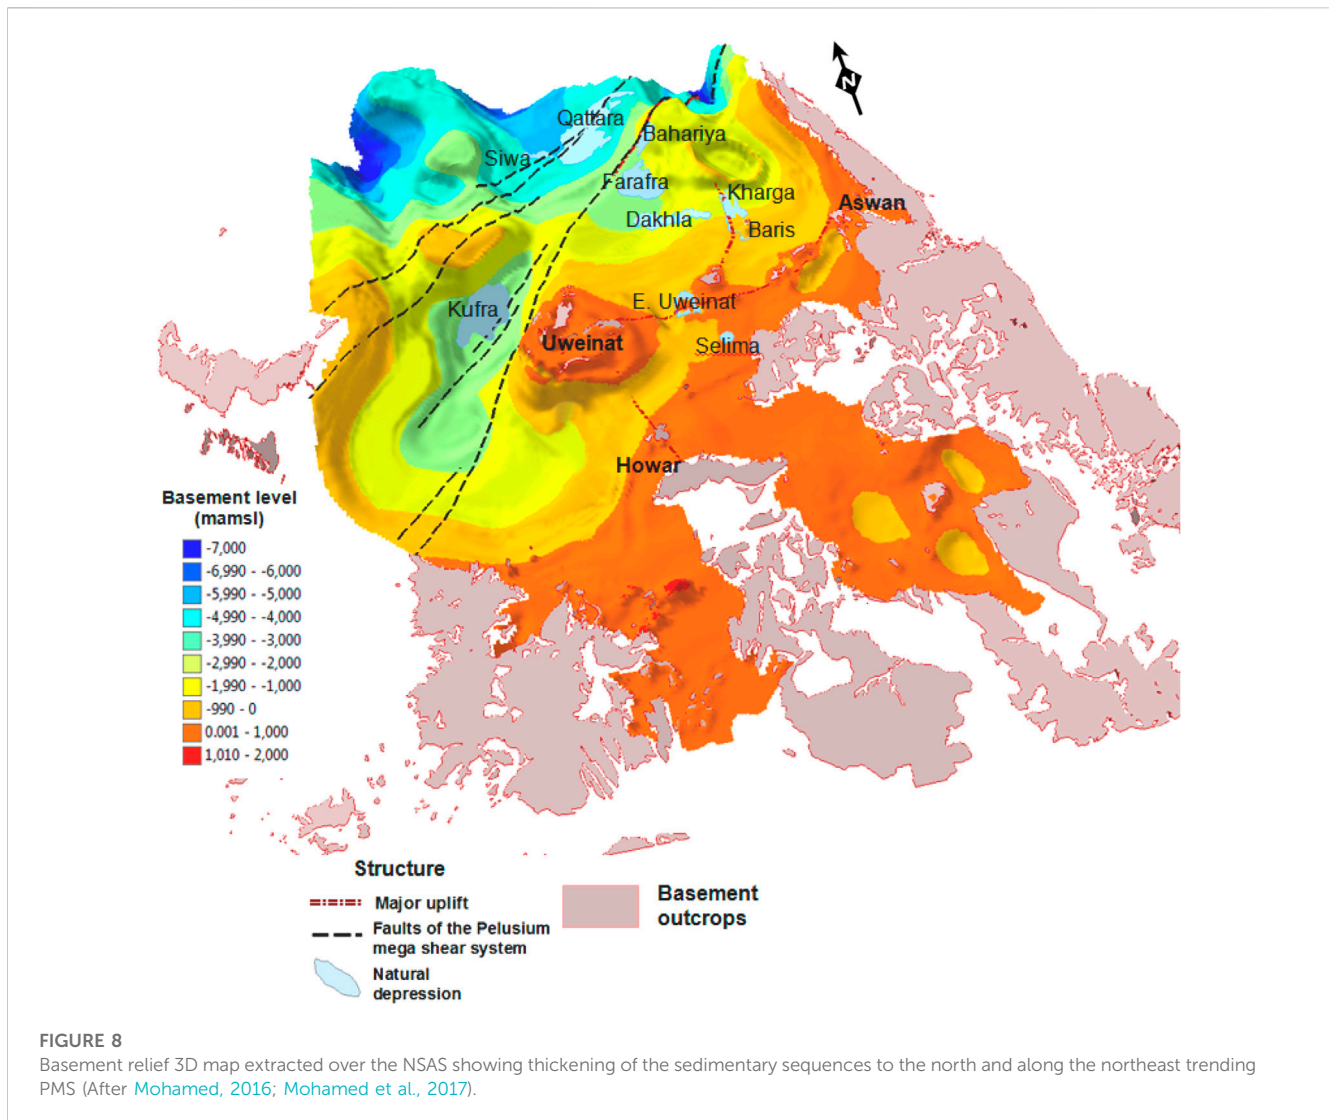 N
Qattara
Bahariya
Siwa
Farafra
Kharga
Aswan
Dakhla
Baris
Kufra
E. Uweinat
Uweinat
Selima
Howar
Basement level
(mamsl)
-7,000
-6,990 - -6,000
-5,990 - -5,000
-4,990 - -4,000
-3,990 - -3,000
-2,990 - -2,000
-1,990 - -1,000
-990 - 0
0.001 - 1,000
1,010 - 2,000
Structure
Major uplift
Faults of the Pelusium
mega shear system
Natural
depression
Basement
outcrops
FIGURE 8
Basement relief 3D map extracted over the NSAS showing thickening of the sedimentary sequences to the north and along the northeast trending
PMS (After Mohamed, 2016; Mohamed et al., 2017).